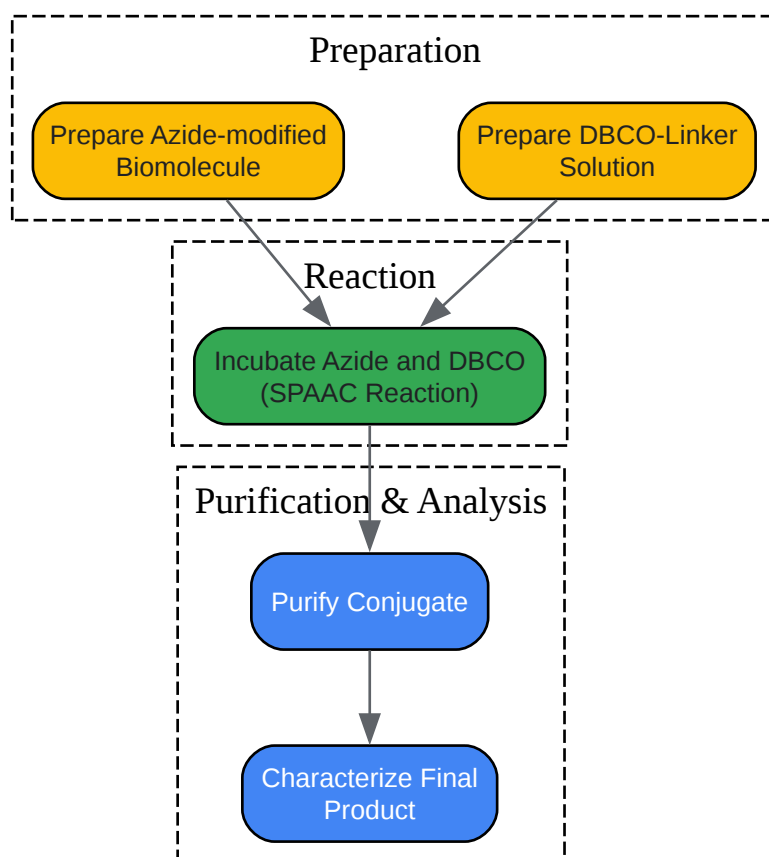 Preparation
Prepare Azide-modified
Biomolecule
Prepare DBCO-Linker
Solution
Reaction
Incubate Azide and DBCO
(SPAAC Reaction)
Purification & Analysis
Purify Conjugate
Characterize Final
Product